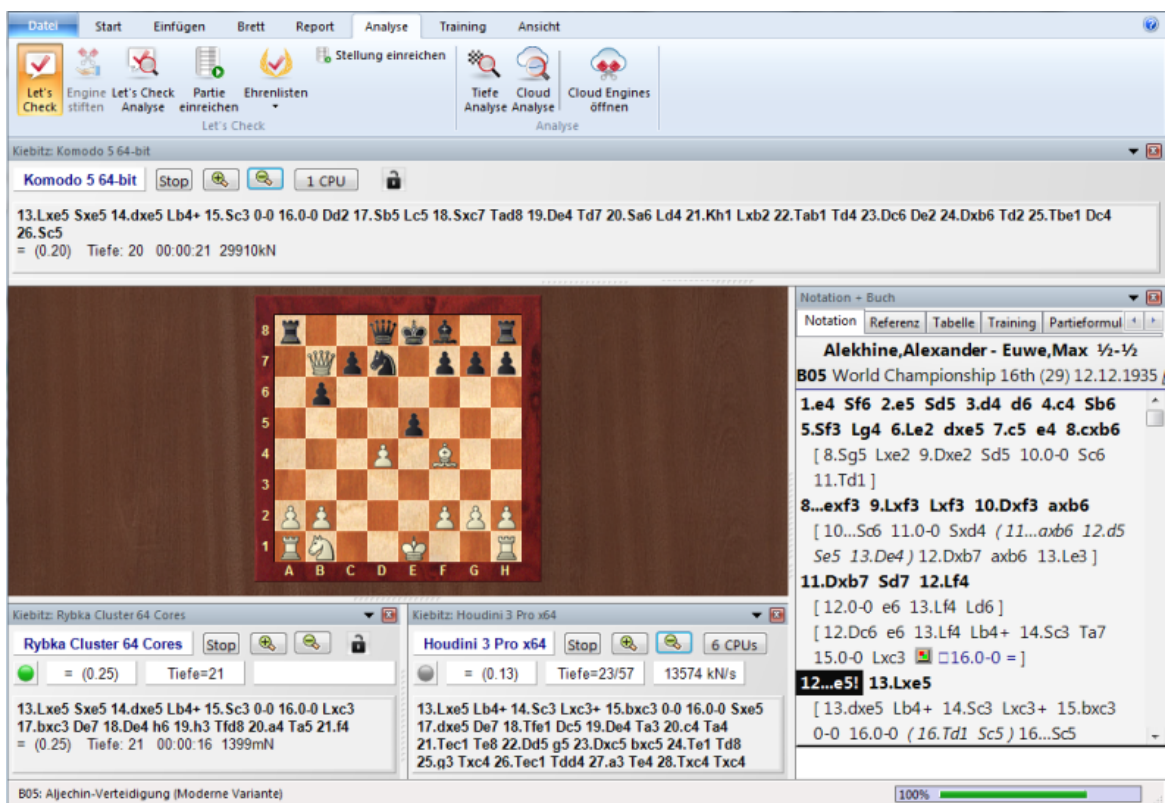 Datei Start Einfügen Brett Report Analyse Training Ansicht
Let's Check
Engine stiften
Let's Check Analyse
Partie einreichen
Ehrenlisten
Stellung einreichen
Tiefe Analyse
Cloud Analyse
Cloud Engines öffnen
Let's Check
Analyse
Kiebitz: Komodo 5 64-bit
Komodo 5 64-bit Stop 1 CPU
13.Lxe5 Sxe5 14.dxe5 Lb4+ 15.Sc3 0-0 16.0-0 Dd2 17.Sb5 Lc5 18.Sxc7 Tad8 19.De4 Td7 20.Sa6 Ld4 21.Kh1 Lxb2 22.Tab1 Td4 23.Dc6 De2 24.Dxb6 Td2 25.Tbe1 Dc4
26.Sc5
= (0.20) Tiefe: 20 00:00:21 29910kN
8
7
6
5
4
3
2
1
A B C D E F G H
Notation + Buch
Notation Referenz Tabelle Training Partieformul
Alekhine,Alexander - Euwe,Max ½-½
B05 World Championship 16th (29) 12.12.1935
1.e4 Sf6 2.e5 Sd5 3.d4 d6 4.c4 Sb6
5.Sf3 Lg4 6.Le2 dxe5 7.c5 e4 8.cxb6
[ 8.Sg5 Lxe2 9.Dxe2 Sd5 10.0-0 Sc6
11.Td1 ]
8...exf3 9.Lxf3 Lxf3 10.Dxf3 axb6
[ 10...Sc6 11.0-0 Sxd4 ( 11...axb6 12.d5
Se5 13.De4 ) 12.Dxb7 axb6 13.Le3 ]
11.Dxb7 Sd7 12.Lf4
[ 12.0-0 e6 13.Lf4 Ld6 ]
[ 12.Dc6 e6 13.Lf4 Lb4+ 14.Sc3 Ta7
15.0-0 Lxc3 □16.0-0 = ]
12...e5! 13.Lxe5
[ 13.dxe5 Lb4+ 14.Sc3 Lxc3+ 15.bxc3
0-0 16.0-0 ( 16.Td1 Sc5 ) 16...Sc5
Kiebitz: Rybka Cluster 64 Cores
Rybka Cluster 64 Cores Stop
= (0.25) Tiefe=21
13.Lxe5 Sxe5 14.dxe5 Lb4+ 15.Sc3 0-0 16.0-0 Lxc3
17.bxc3 De7 18.De4 h6 19.h3 Tfd8 20.a4 Ta5 21.f4
= (0.25) Tiefe: 21 00:00:16 1399mN
Kiebitz: Houdini 3 Pro x64
Houdini 3 Pro x64 Stop 6 CPUs
= (0.13) Tiefe=23/57 13574 kN/s
13.Lxe5 Lb4+ 14.Sc3 Lxc3+ 15.bxc3 0-0 16.0-0 Sxe5
17.dxe5 De7 18.Tfe1 Dc5 19.De4 Ta3 20.c4 Ta4
21.Tec1 Te8 22.Dd5 g5 23.Dxc5 bxc5 24.Te1 Td8
25.g3 Txc4 26.Tec1 Tdd4 27.a3 Te4 28.Txc4 Txc4
B05: Aljechin-Verteidigung (Moderne Variante)
100%